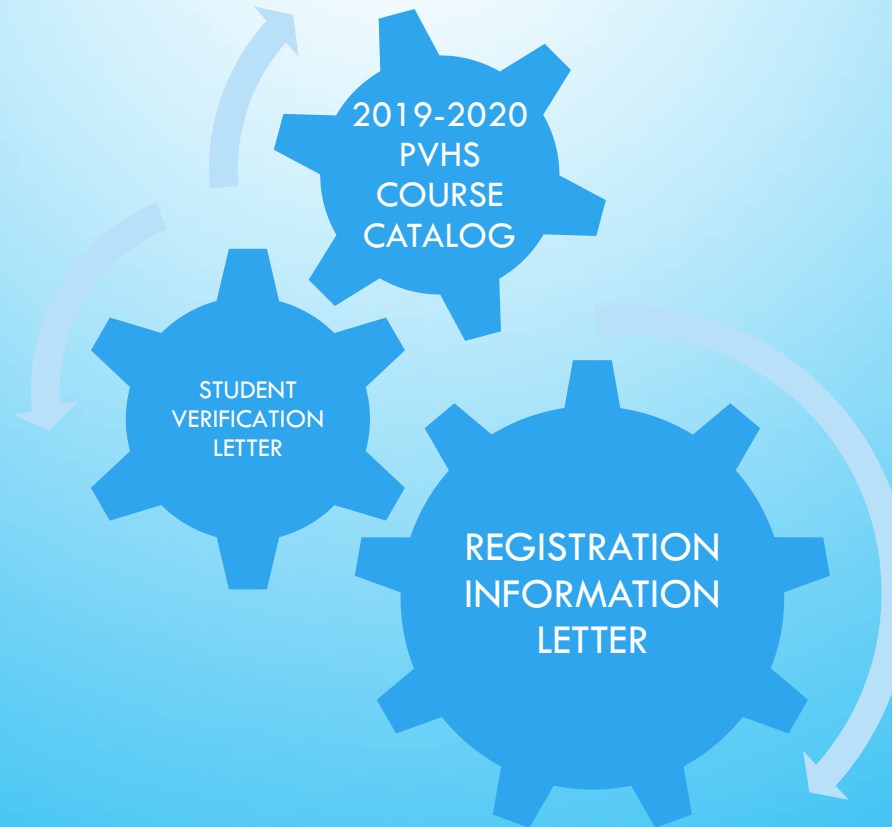 2019-2020
PVHS
COURSE
CATALOG
STUDENT
VERIFICATION
LETTER
REGISTRATION
INFORMATION
LETTER